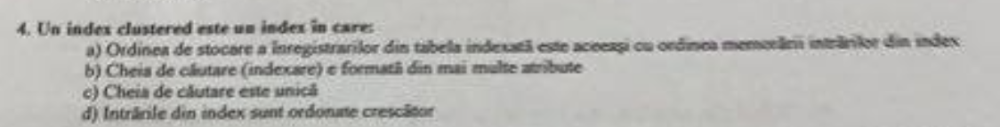 4. Un index clustered este un index în care:
a) Ordinea de stocare a înregistrarilor din tabela indexată este aceeaşi cu ordinea memorării intrărilor din index
b) Cheia de căutare (indexare) e formată din mai multe atribute
c) Cheia de căutare este unică
d) Intrările din index sunt ordonate crescător